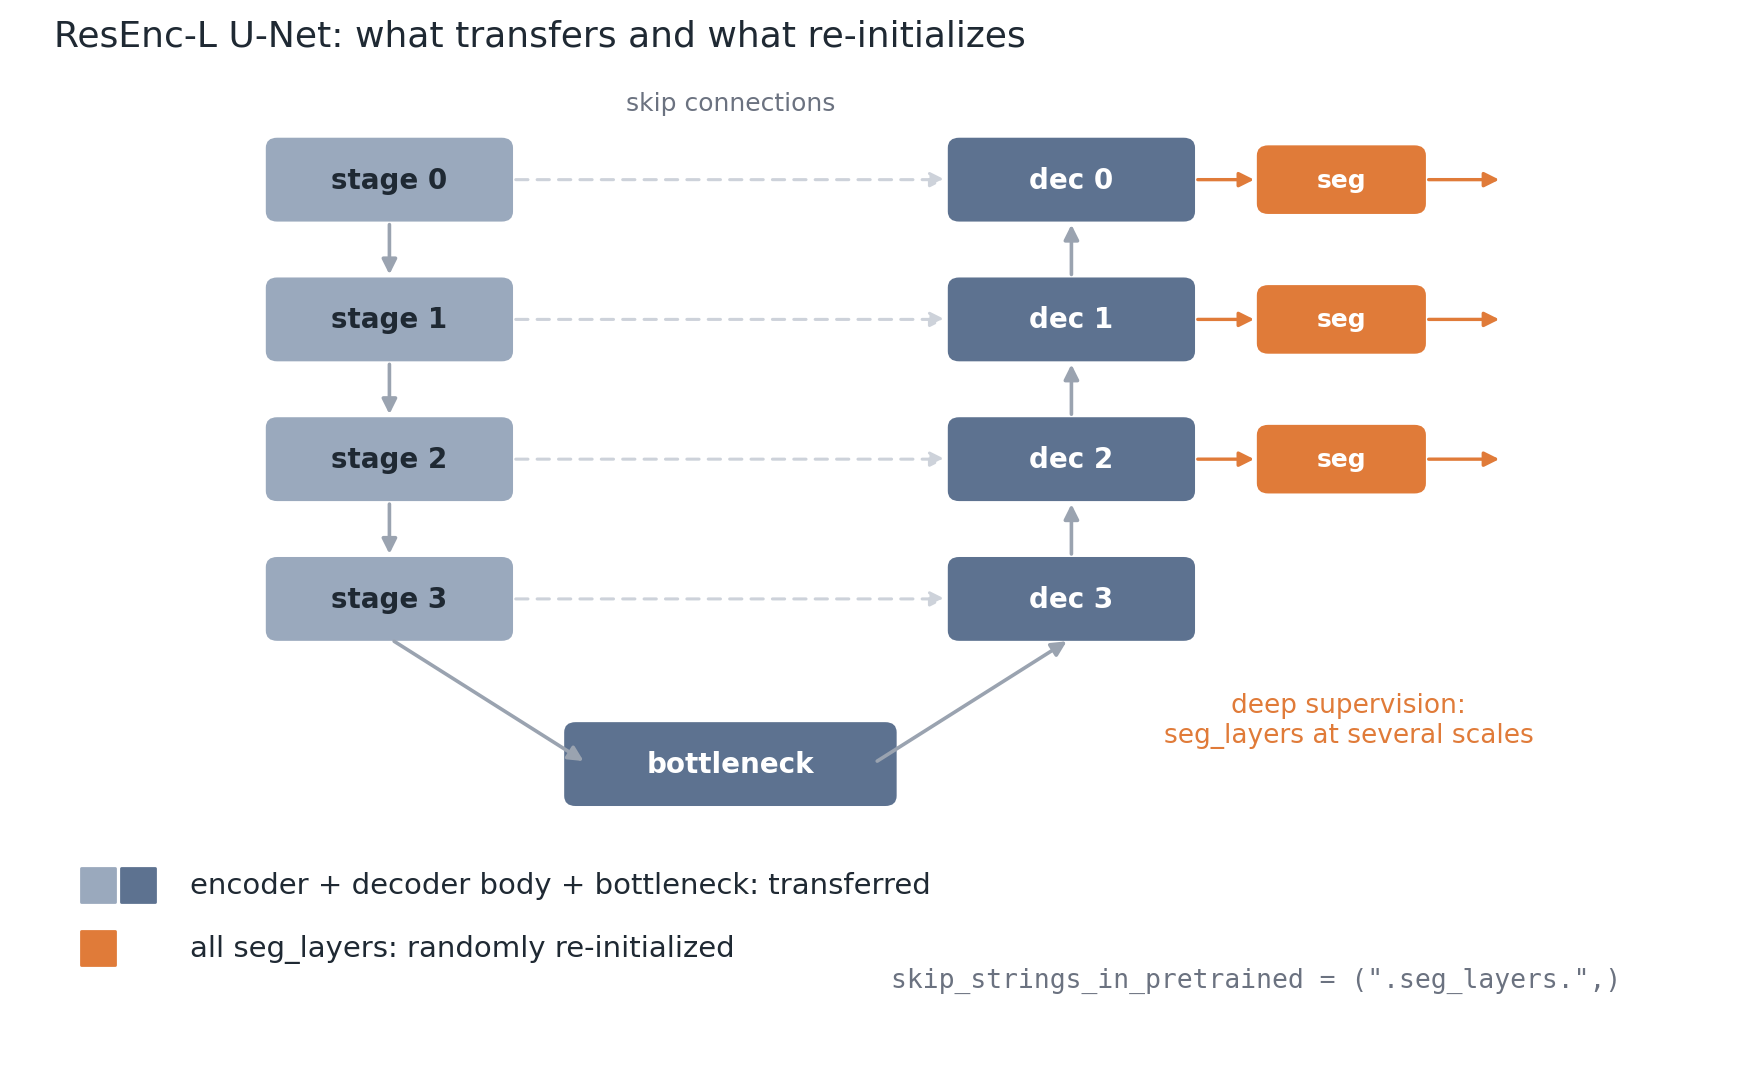 ResEnc-L U-Net: what transfers and what re-initializes
skip connections
stage 0
dec 0
seg
stage 1
dec 1
seg
stage 2
dec 2
seg
stage 3
dec 3
deep supervision:
seg_layers at several scales
bottleneck
encoder + decoder body + bottleneck: transferred
all seg_layers: randomly re-initialized
skip_strings_in_pretrained = (".seg_layers.",)